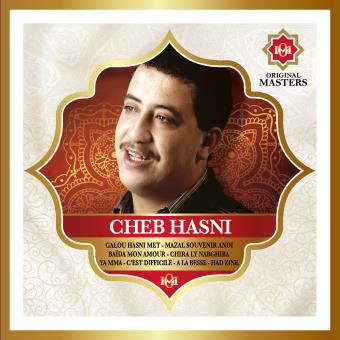 ORIGINAL
MASTERS
CHEB HASNI
GALOU HASNI MET - MAZAL SOUVENIR ANDI
BAÏDA MON AMOUR - CHIRA LY NABGHIBA
YA MMA - C'EST DIFFICILE - A LA BESSE - HAD ZINE